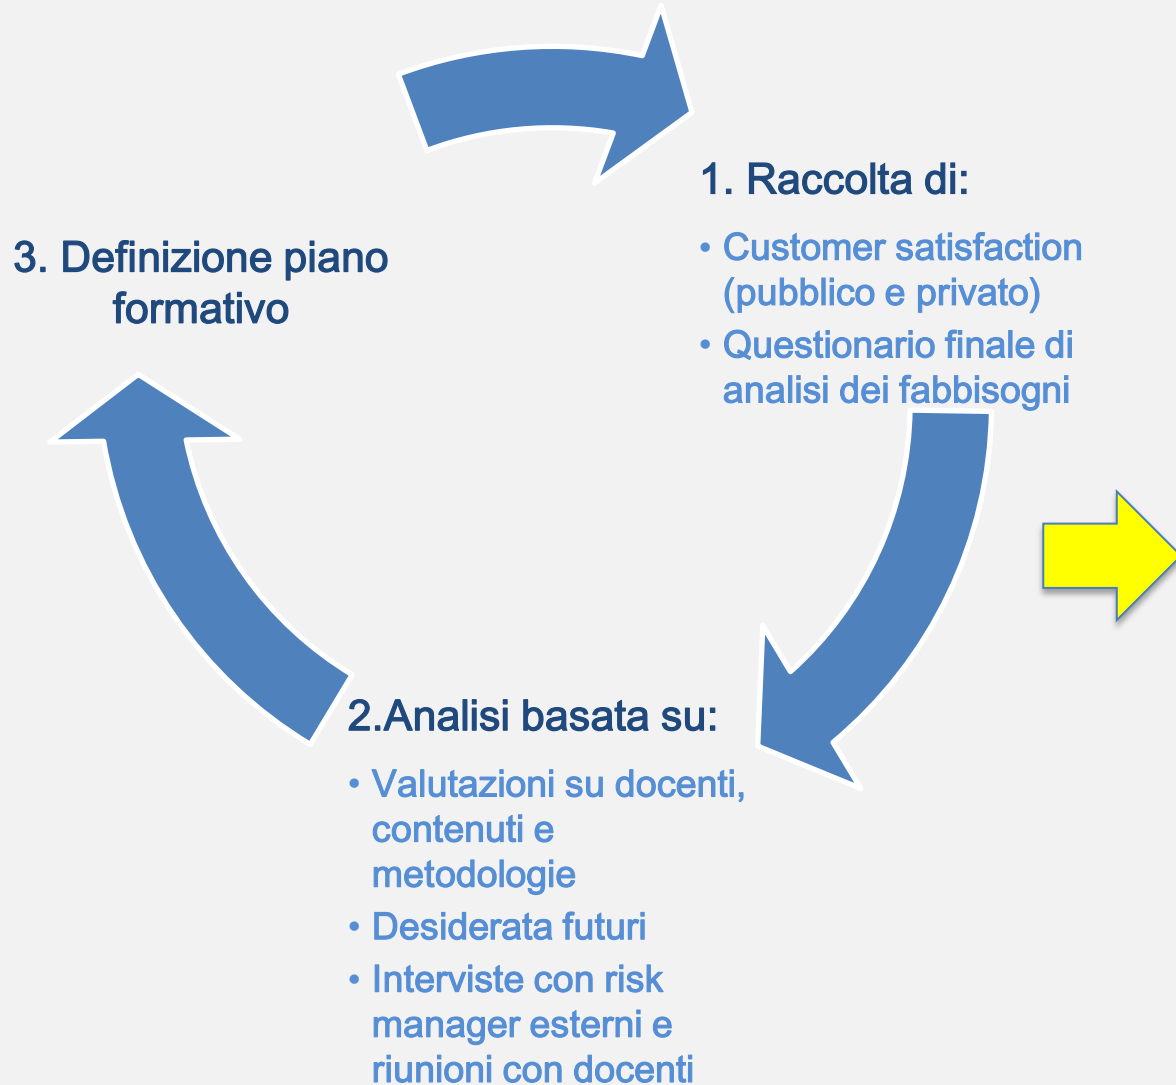 1. Raccolta di:
• Customer satisfaction
(pubblico e privato)
• Questionario finale di
analisi dei fabbisogni
2.Analisi basata su:
• Valutazioni su docenti,
contenuti e
metodologie
• Desiderata futuri
• Interviste con risk
manager esterni e
riunioni con docenti
3. Definizione piano
formativo